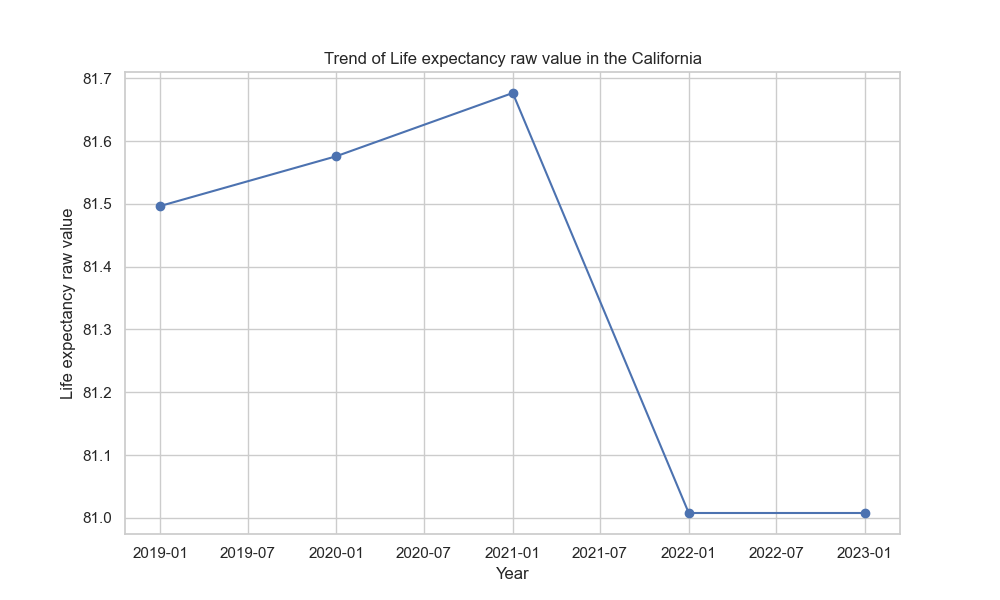 Trend of Life expectancy raw value in the California
81.7
81.6
81.5
81.4
81.3
81.2
81.1
81.0
Life expectancy raw value
2019-01 2019-07 2020-01 2020-07 2021-01 2021-07 2022-01 2022-07 2023-01
Year